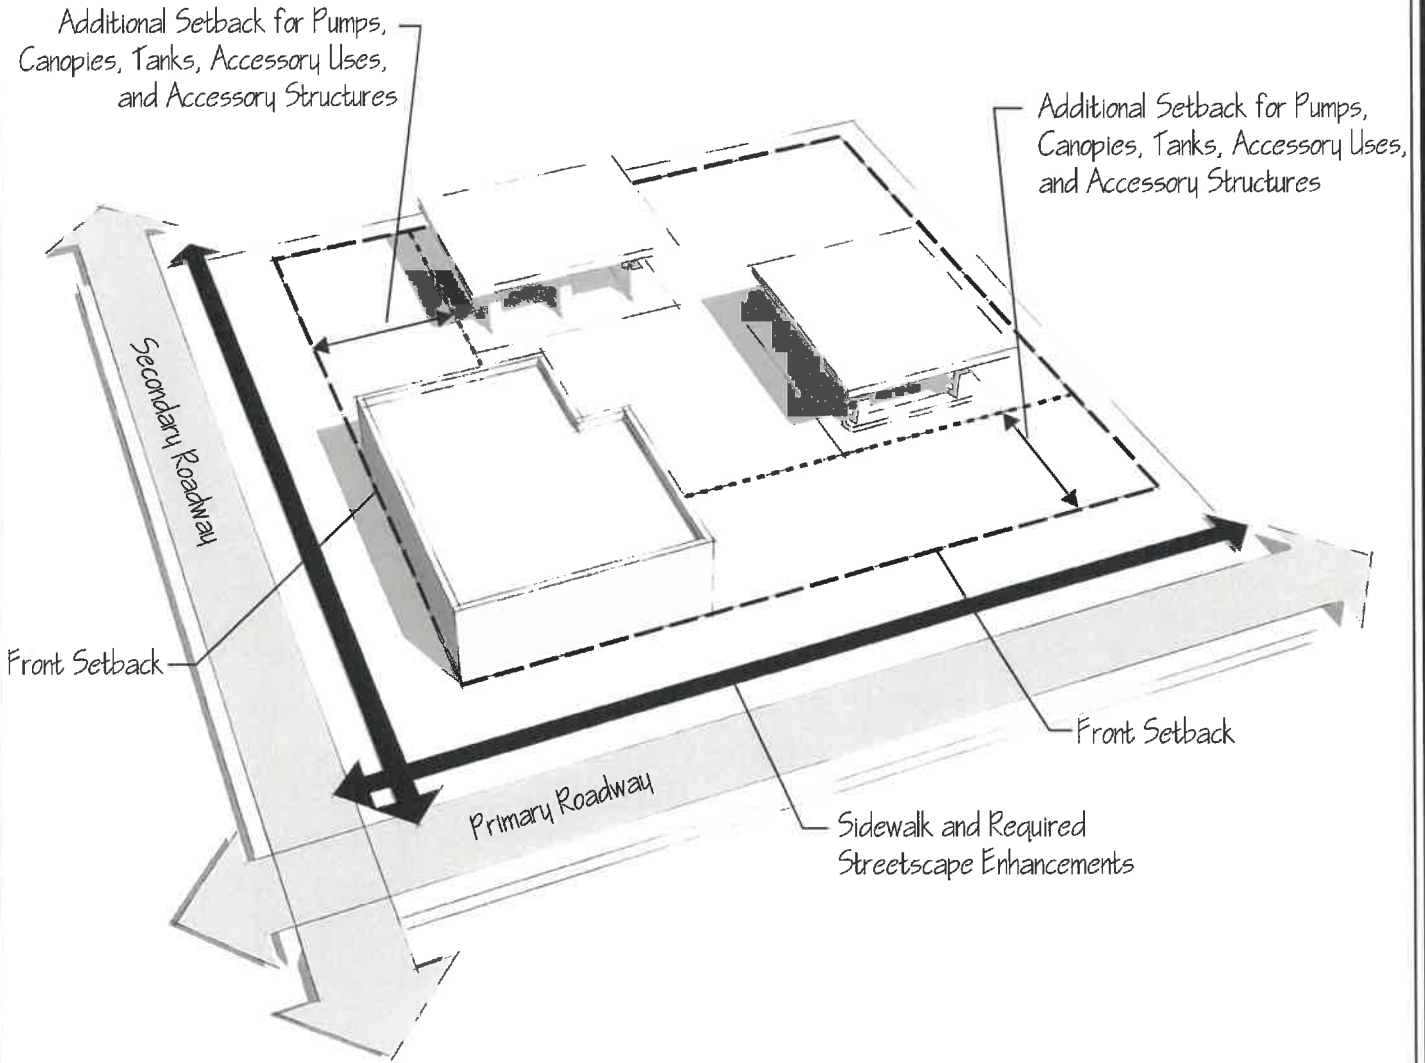 Additional Setback for Pumps,
Canopies, Tanks, Accessory Uses,
and Accessory Structures
Additional Setback for Pumps,
Canopies, Tanks, Accessory Uses,
and Accessory Structures
Secondary Roadway
Front Setback
Front Setback
Primary Roadway
Sidewalk and Required
Streetscape Enhancements